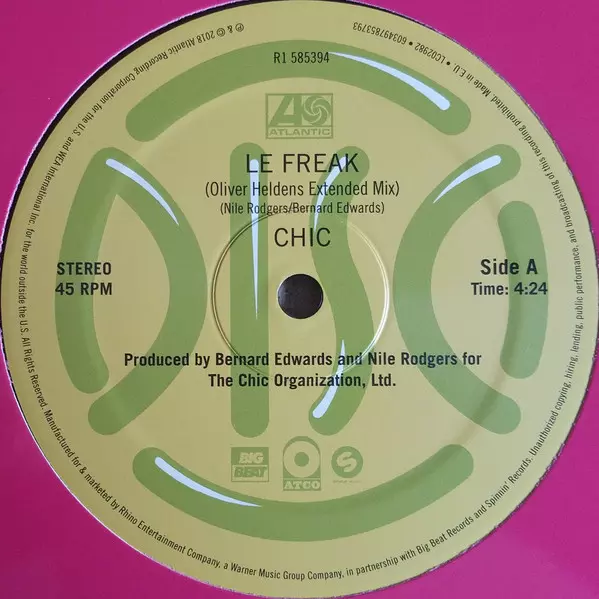 R1 585394
ATLANTIC
LE FREAK
(Oliver Heldens Extended Mix)
(Nile Rodgers/Bernard Edwards)
CHIC
STEREO
45 RPM
Side A
Time: 4:24
Produced by Bernard Edwards and Nile Rodgers for
The Chic Organization, Ltd.
DISCO
BIG
BEAT
ATCO
℗ & © 2018 Atlantic Recording Corporation for the U.S. and WEA International Inc. for the world outside the U.S. All Rights Reserved. Manufactured for & marketed by Rhino Entertainment Company, a Warner Music Group Company, in partnership with Big Beat Records and Spinnin' Records. Unauthorized copying, hiring, lending, public performance, and broadcasting of this recording prohibited. Made in E.U. • LC02982 • 603497853793